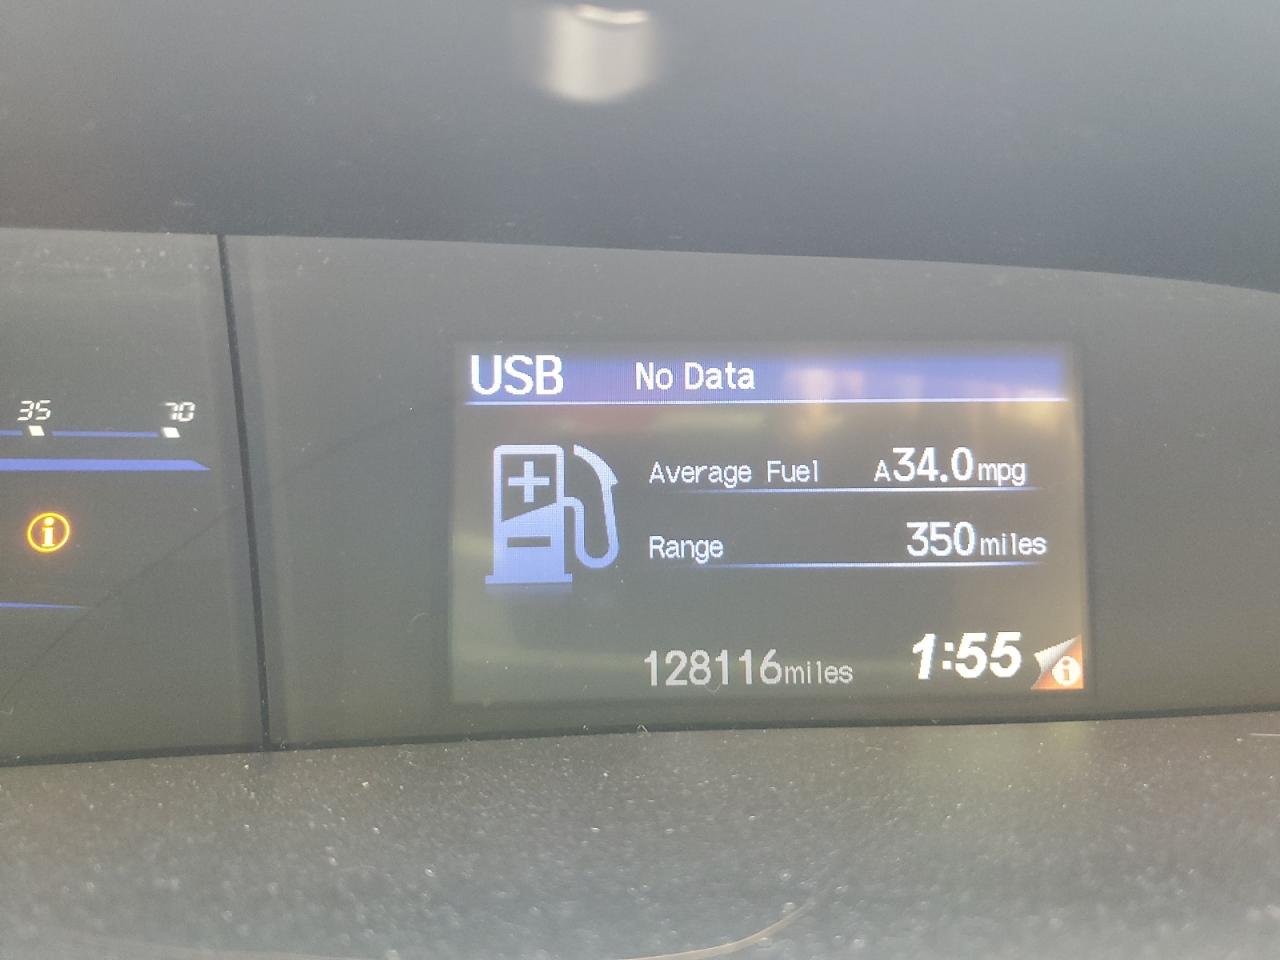 USB No Data
35 70
Average Fuel A34.0mpg
i
Range 350miles
128116miles 1:55 i